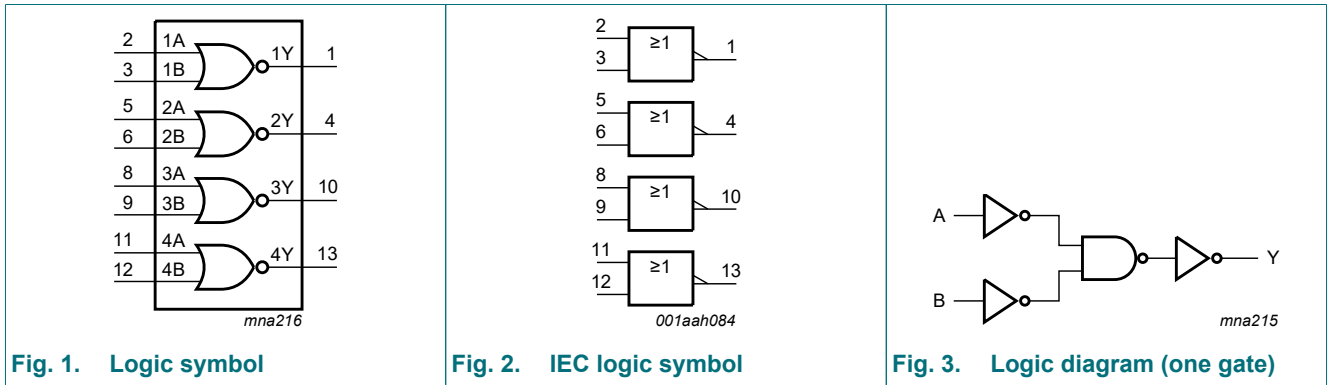 2 1A 1Y 1
3 1B
5 2A 2Y 4
6 2B
8 3A 3Y 10
9 3B
11 4A 4Y 13
12 4B
mna216
Fig. 1. Logic symbol
2 ≥1 1
3
5 ≥1 4
6
8 ≥1 10
9
11 ≥1 13
12
001aah084
Fig. 2. IEC logic symbol
A
Y
B
mna215
Fig. 3. Logic diagram (one gate)